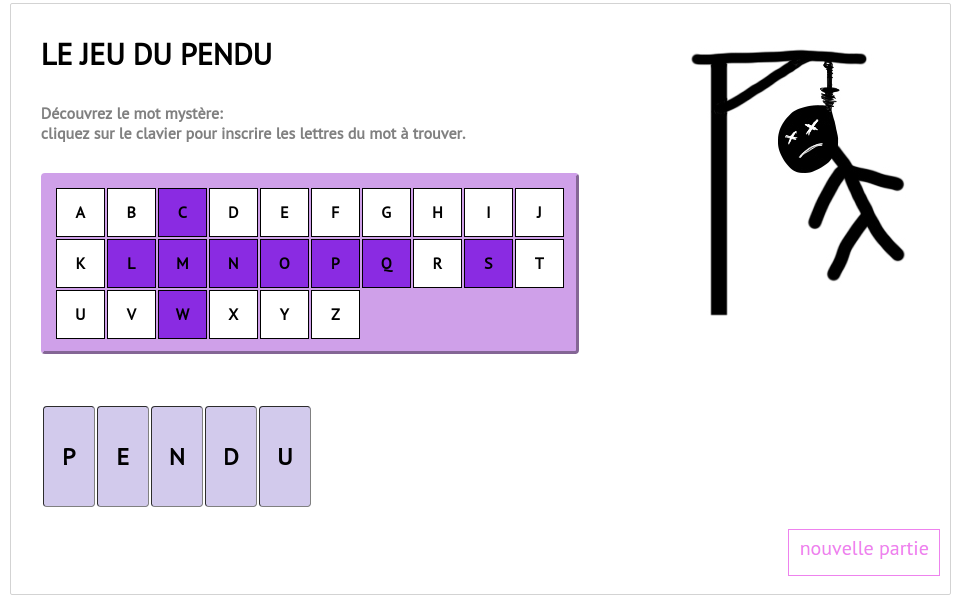 LE JEU DU PENDU
Découvrez le mot mystère:
cliquez sur le clavier pour inscrire les lettres du mot à trouver.
A B C D E F G H I J
K L M N O P Q R S T
U V W X Y Z
P E N D U
nouvelle partie